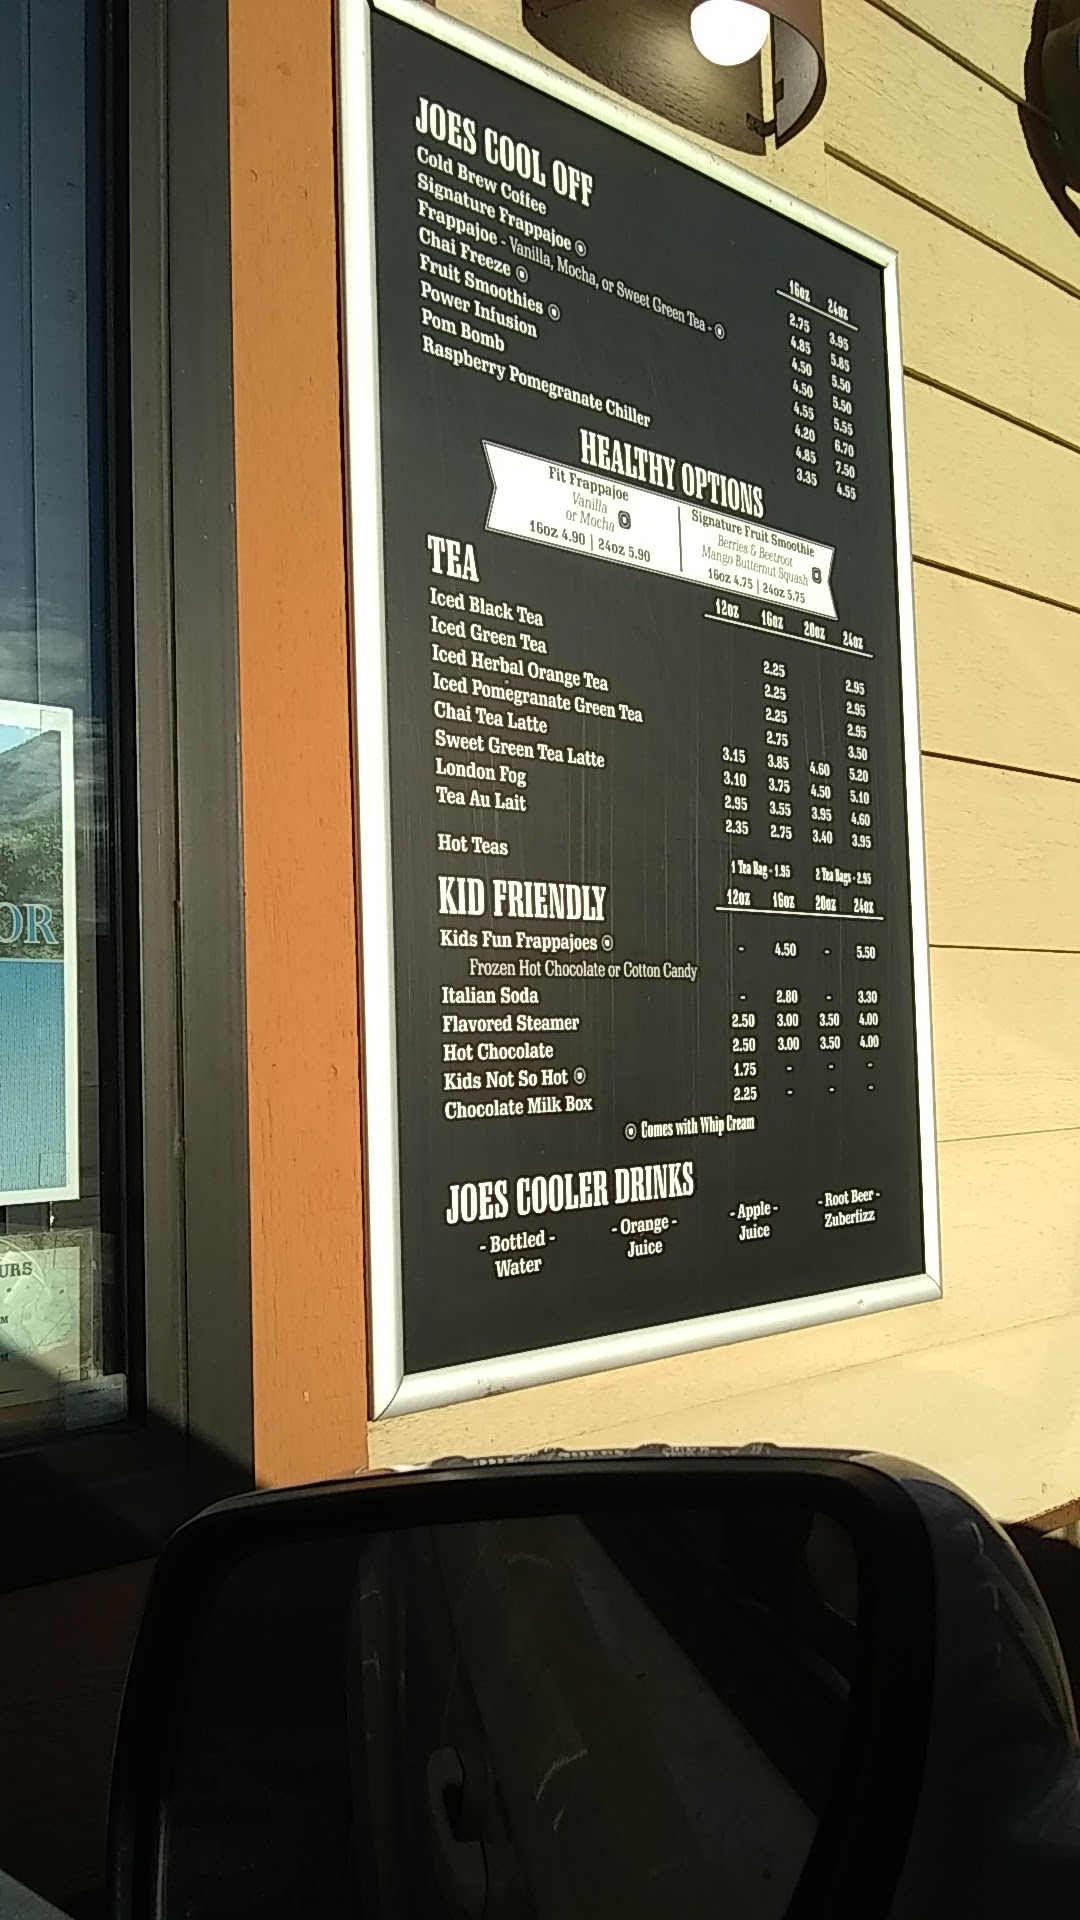 JOES COOL OFF
16oz 24oz
Cold Brew Coffee 2.75 3.95
Signature Frappajoe 4.85 5.85
Frappajoe - Vanilla, Mocha, or Sweet Green Tea - 4.50 5.50
Chai Freeze 4.50 5.50
Fruit Smoothies 4.55 5.55
Power Infusion 4.20 6.70
Pom Bomb 4.85 7.50
Raspberry Pomegranate Chiller 3.35 4.55
HEALTHY OPTIONS
Fit Frappajoe
Vanilla
or Mocha
16oz 4.90 | 24oz 5.90
Signature Fruit Smoothie
Berries & Beetroot
Mango Butternut Squash
16oz 4.75 | 24oz 5.75
TEA
12oz 16oz 20oz 24oz
Iced Black Tea 2.25 2.95
Iced Green Tea 2.25 2.95
Iced Herbal Orange Tea 2.25 2.95
Iced Pomegranate Green Tea 2.75 3.50
Chai Tea Latte 3.15 3.85 4.60 5.20
Sweet Green Tea Latte 3.10 3.75 4.50 5.10
London Fog 2.95 3.55 3.95 4.60
Tea Au Lait 2.35 2.75 3.40 3.95
Hot Teas 1 Tea Bag - 1.95 2 Tea Bags - 2.95
KID FRIENDLY
12oz 16oz 20oz 24oz
Kids Fun Frappajoes - 4.50 - 5.50
Frozen Hot Chocolate or Cotton Candy
Italian Soda - 2.80 - 3.30
Flavored Steamer 2.50 3.00 3.50 4.00
Hot Chocolate 2.50 3.00 3.50 4.00
Kids Not So Hot 1.75 - - -
Chocolate Milk Box 2.25 - - -
Comes with Whip Cream
JOES COOLER DRINKS
- Bottled -
Water
- Orange -
Juice
- Apple -
Juice
- Root Beer -
Zuberfizz
OR
URS
M
M